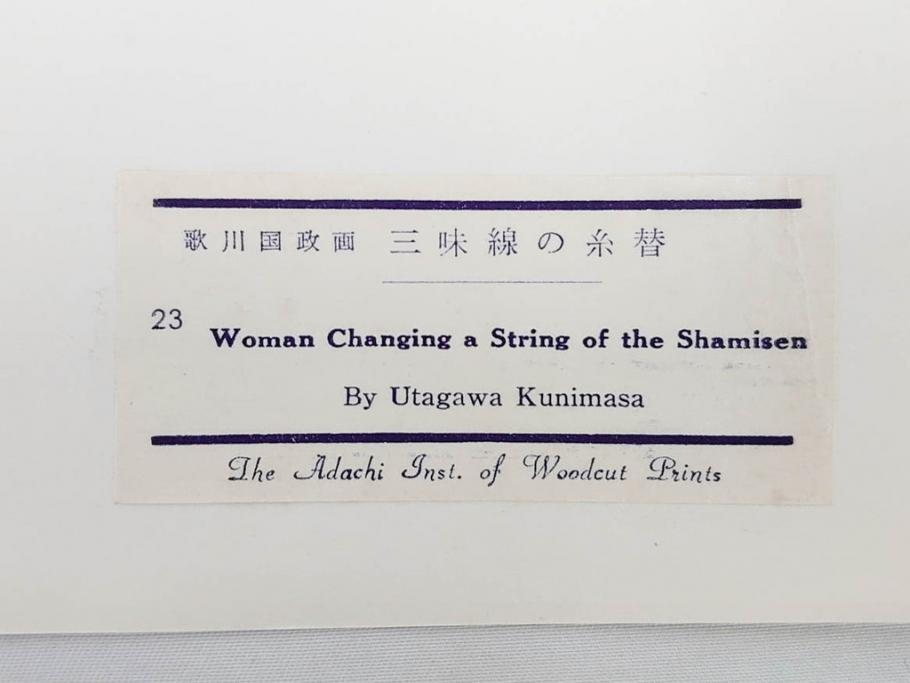 歌川国政画 三味線の糸替
23 Woman Changing a String of the Shamisen
By Utagawa Kunimasa
The Adachi Inst. of Woodcut Prints